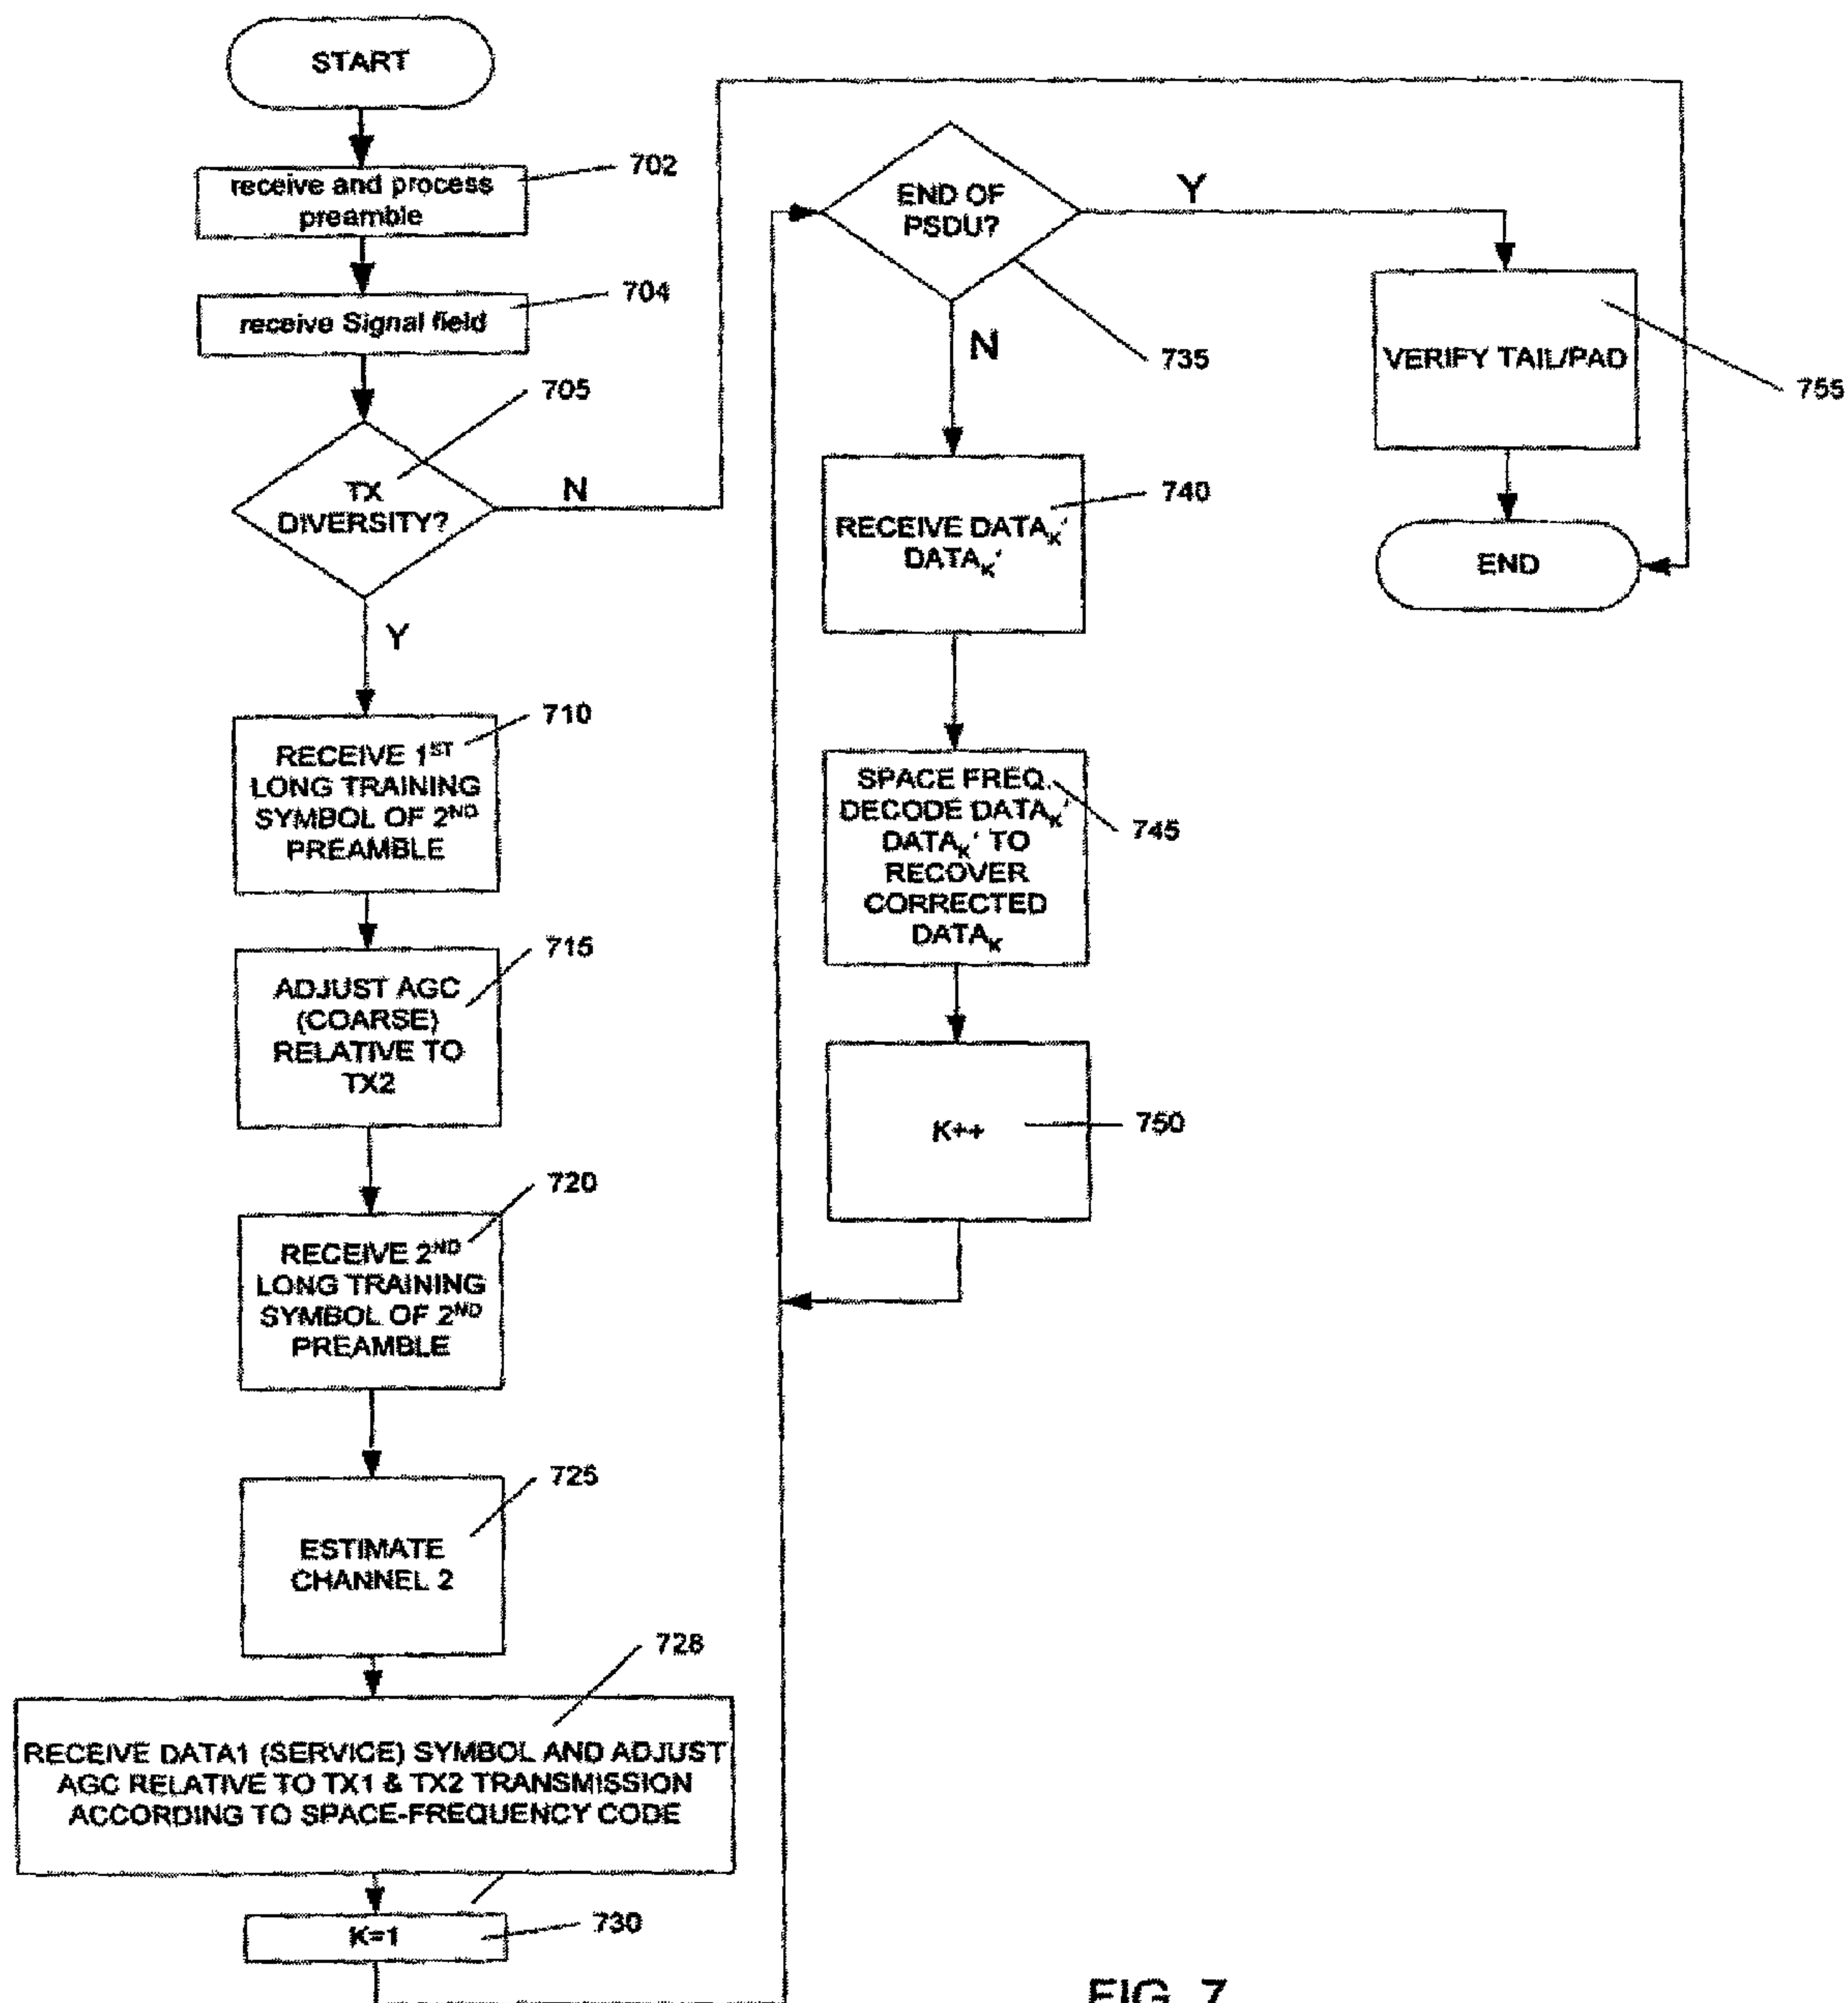 START
702
receive and process
preamble
704
receive Signal field
705
TX
DIVERSITY?
N
Y
710
RECEIVE 1ST
LONG TRAINING
SYMBOL OF 2ND
PREAMBLE
715
ADJUST AGC
(COARSE)
RELATIVE TO
TX2
720
RECEIVE 2ND
LONG TRAINING
SYMBOL OF 2ND
PREAMBLE
725
ESTIMATE
CHANNEL 2
728
RECEIVE DATA1 (SERVICE) SYMBOL AND ADJUST
AGC RELATIVE TO TX1 & TX2 TRANSMISSION
ACCORDING TO SPACE-FREQUENCY CODE
K=1
730
END OF
PSDU?
Y
N
735
740
RECEIVE DATAK'
DATAK'
SPACE FREQ.
DECODE DATAK'
DATAK' TO
RECOVER
CORRECTED
DATAK
745
K++
750
VERIFY TAIL/PAD
755
END
FIG. 7